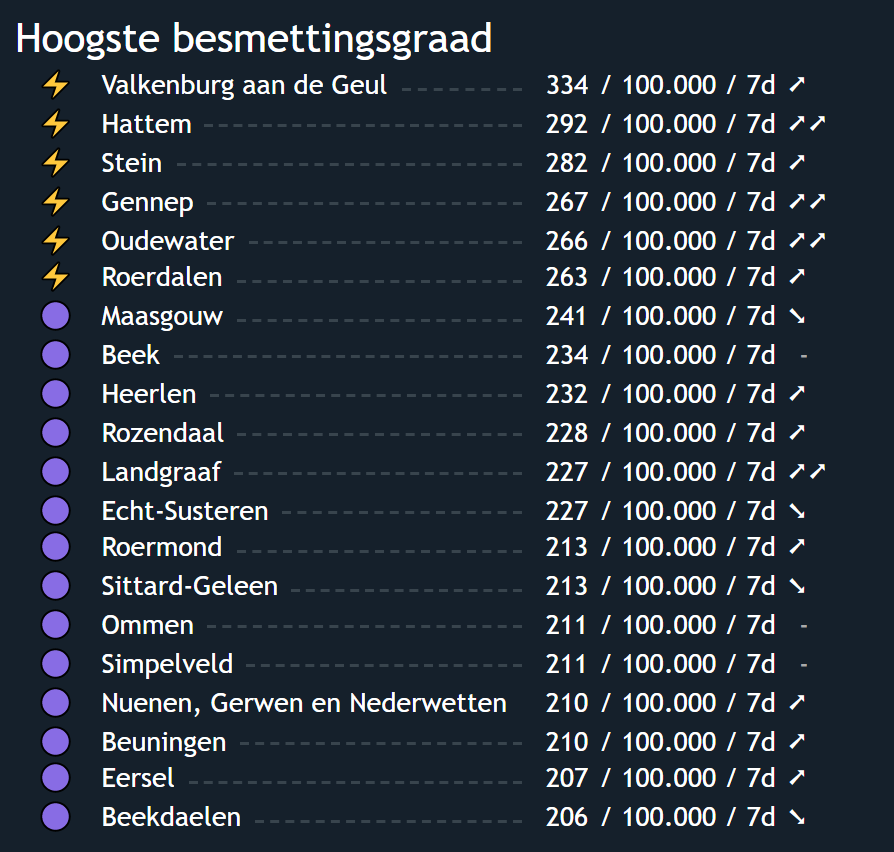 Hoogste besmettingsgraad
⚡ Valkenburg aan de Geul 334 / 100.000 / 7d ➚
⚡ Hattem 292 / 100.000 / 7d ➚➚
⚡ Stein 282 / 100.000 / 7d ➚
⚡ Gennep 267 / 100.000 / 7d ➚➚
⚡ Oudewater 266 / 100.000 / 7d ➚➚
⚡ Roerdalen 263 / 100.000 / 7d ➚
🟣 Maasgouw 241 / 100.000 / 7d ➘
🟣 Beek 234 / 100.000 / 7d -
🟣 Heerlen 232 / 100.000 / 7d ➚
🟣 Rozendaal 228 / 100.000 / 7d ➚
🟣 Landgraaf 227 / 100.000 / 7d ➚➚
🟣 Echt-Susteren 227 / 100.000 / 7d ➘
🟣 Roermond 213 / 100.000 / 7d ➚
🟣 Sittard-Geleen 213 / 100.000 / 7d ➘
🟣 Ommen 211 / 100.000 / 7d -
🟣 Simpelveld 211 / 100.000 / 7d -
🟣 Nuenen, Gerwen en Nederwetten 210 / 100.000 / 7d ➚
🟣 Beuningen 210 / 100.000 / 7d ➚
🟣 Eersel 207 / 100.000 / 7d ➚
🟣 Beekdaelen 206 / 100.000 / 7d ➘